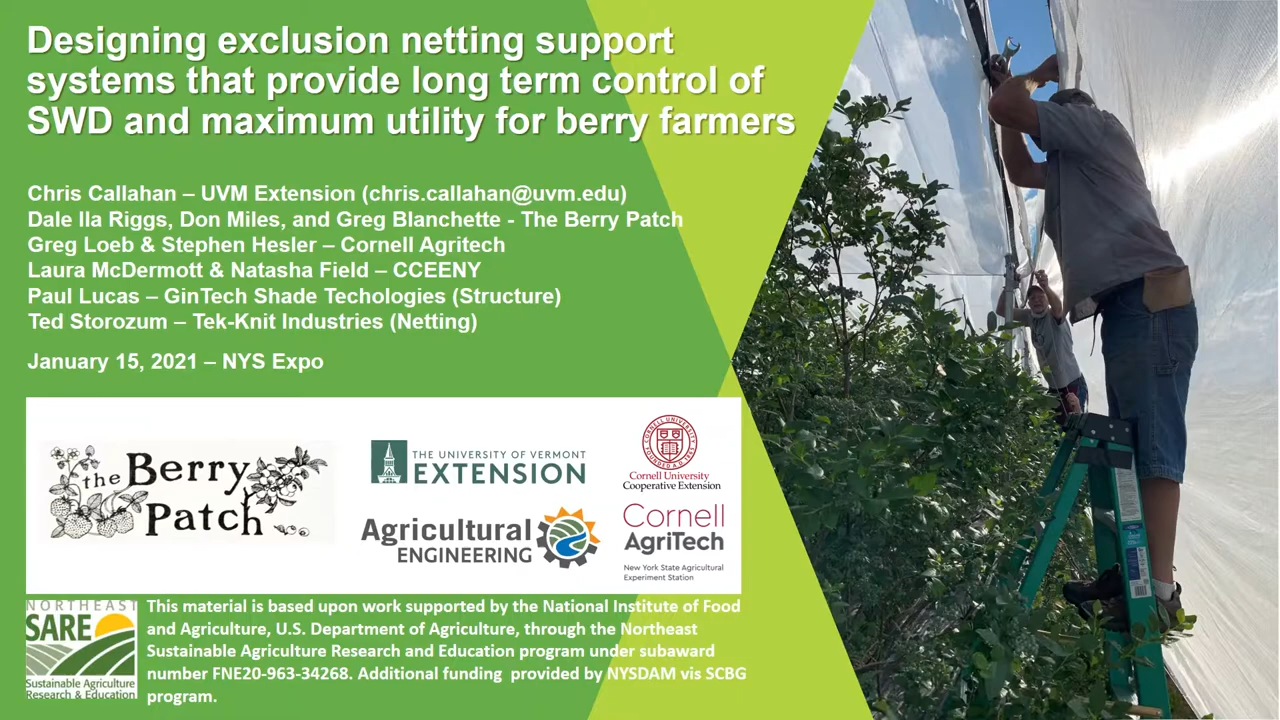 Designing exclusion netting support
systems that provide long term control of
SWD and maximum utility for berry farmers
Chris Callahan – UVM Extension (chris.callahan@uvm.edu)
Dale Ila Riggs, Don Miles, and Greg Blanchette - The Berry Patch
Greg Loeb & Stephen Hesler – Cornell Agritech
Laura McDermott & Natasha Field – CCEENY
Paul Lucas – GinTech Shade Techologies (Structure)
Ted Storozum – Tek-Knit Industries (Netting)
January 15, 2021 – NYS Expo
the Berry
Patch
THE UNIVERSITY OF VERMONT
EXTENSION
Agricultural
ENGINEERING
Cornell University
Cooperative Extension
Cornell
AgriTech
New York State Agricultural
Experiment Station
NORTHEAST
SARE
Sustainable Agriculture
Research & Education
This material is based upon work supported by the National Institute of Food
and Agriculture, U.S. Department of Agriculture, through the Northeast
Sustainable Agriculture Research and Education program under subaward
number FNE20-963-34268. Additional funding  provided by NYSDAM vis SCBG
program.